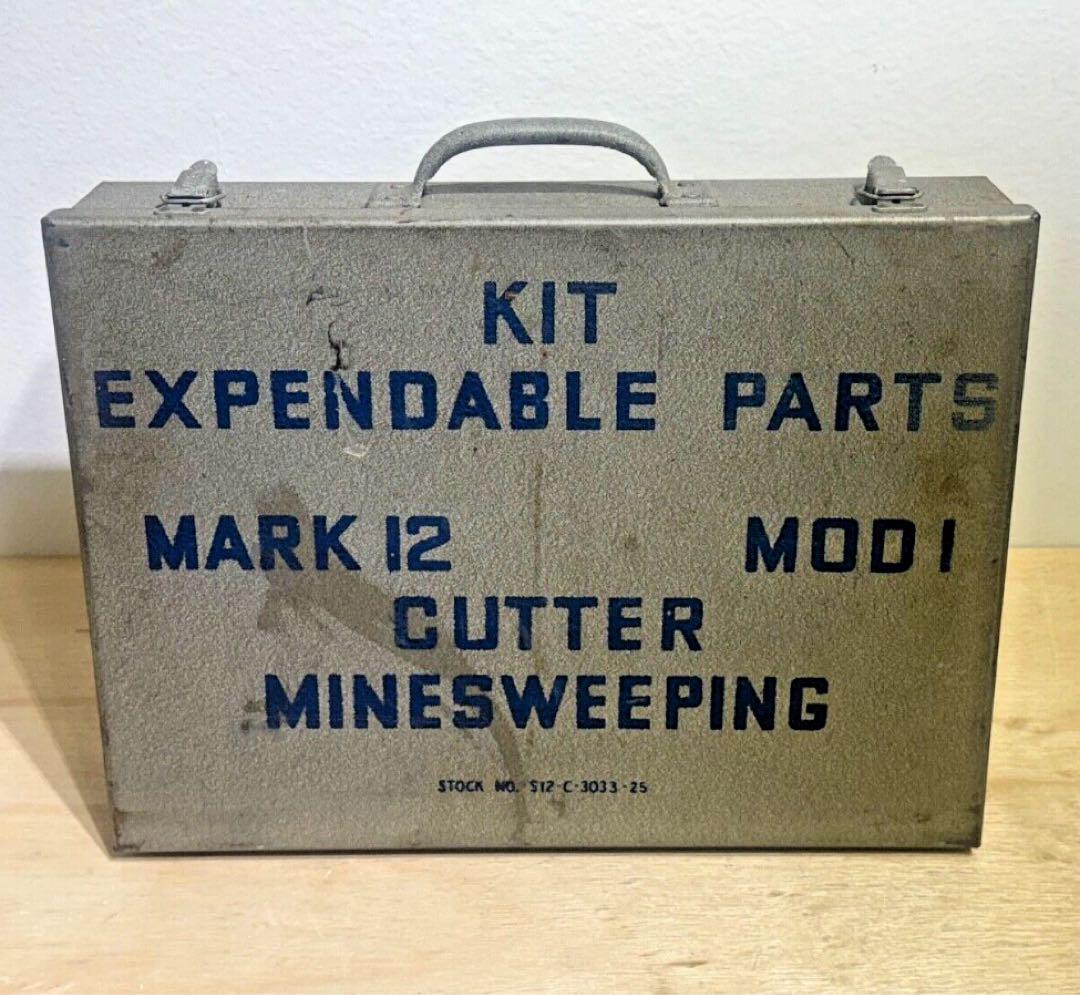 KIT
EXPENDABLE PARTS
MARK 12 MOD 1
CUTTER
MINESWEEPING
STOCK NO. S12-C-3033-25